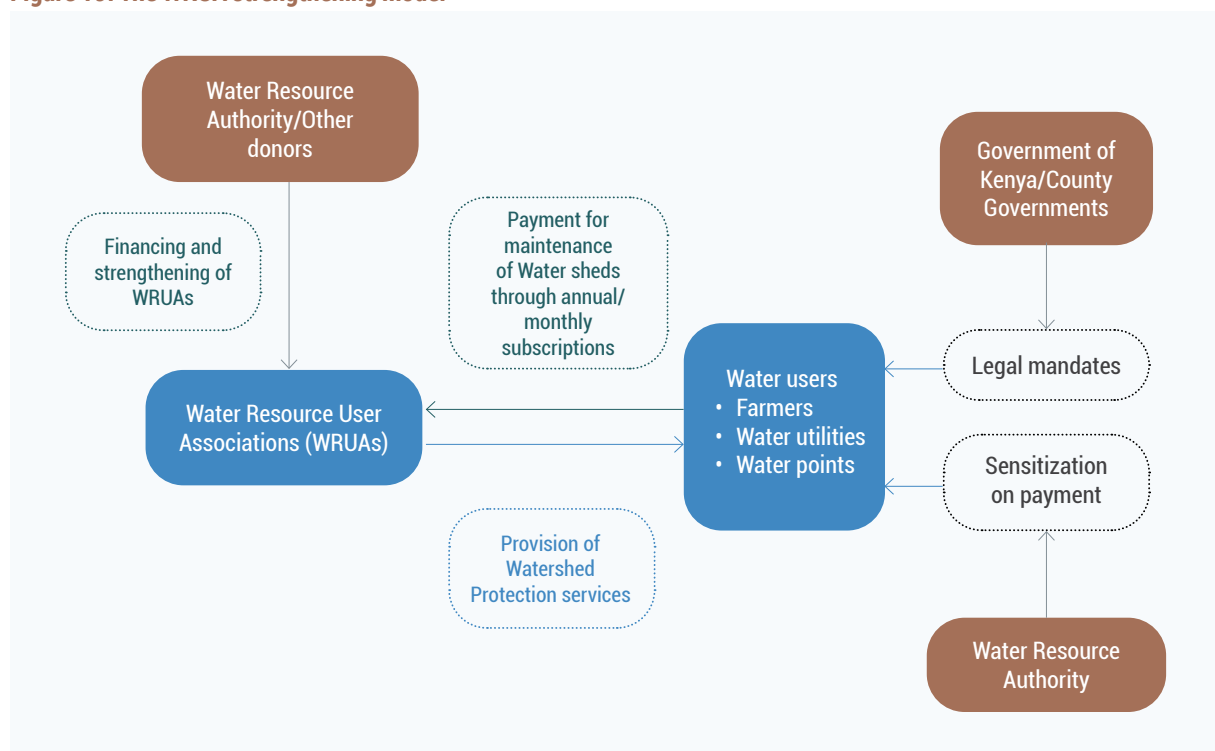 Water Resource
Authority/Other
donors
Government of
Kenya/County
Governments
Financing and
strengthening of
WRUAs
Payment for
maintenance
of Water sheds
through annual/
monthly
subscriptions
Legal mandates
Water Resource User
Associations (WRUAs)
Water users
• Farmers
• Water utilities
• Water points
Sensitization
on payment
Provision of
Watershed
Protection services
Water Resource
Authority